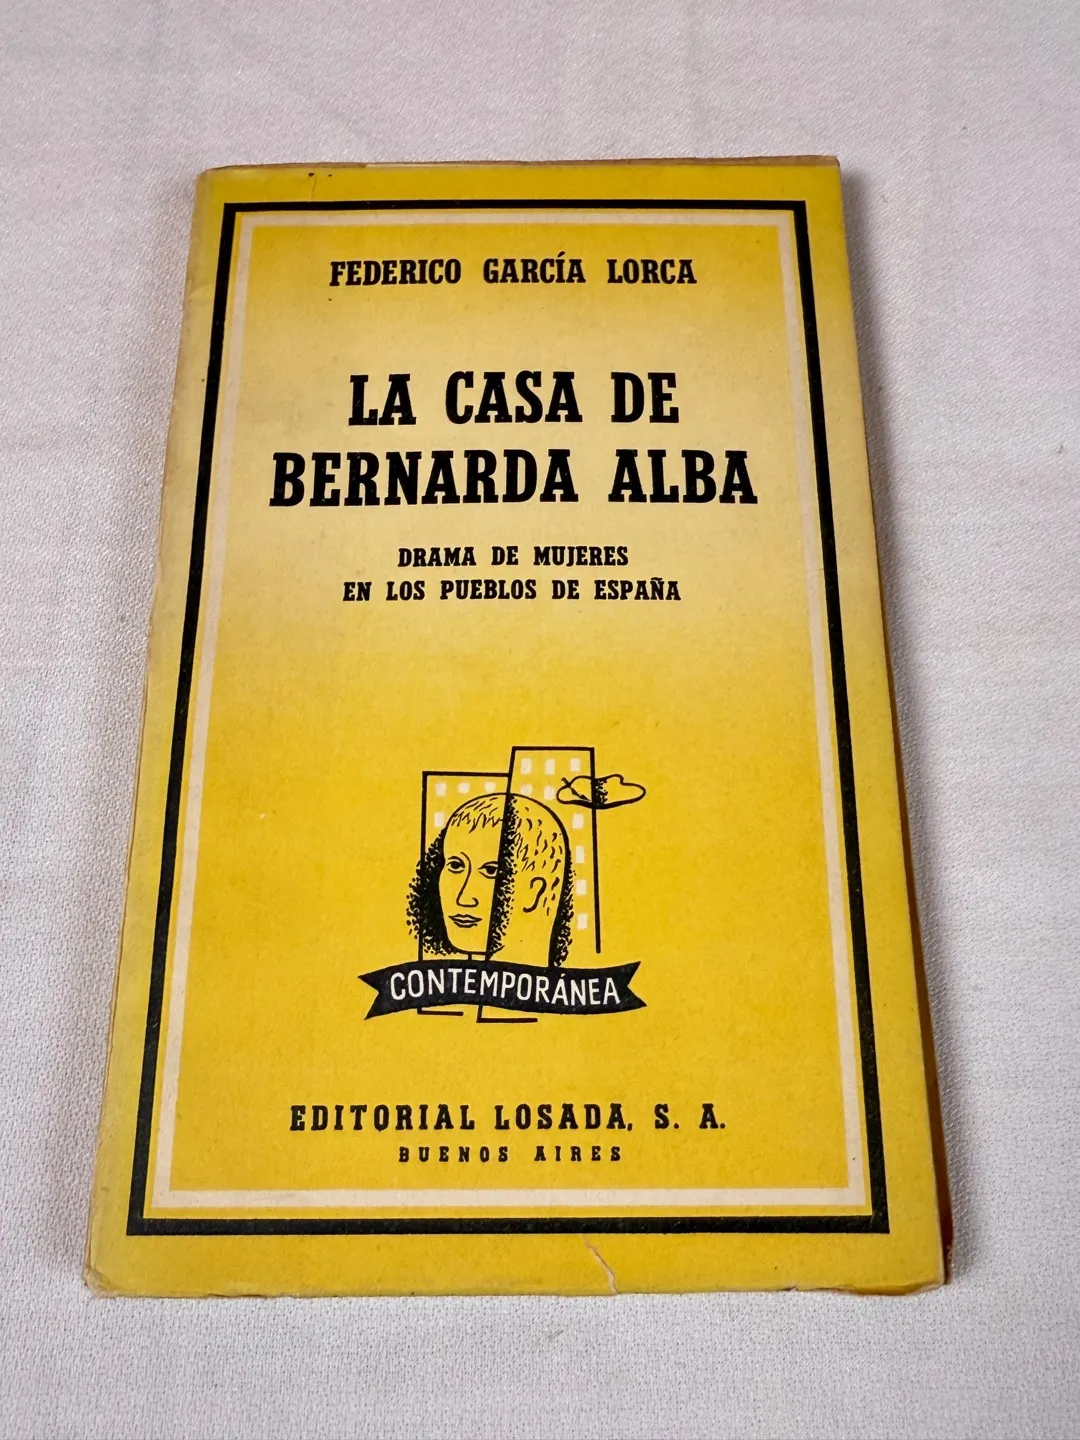 FEDERICO GARCÍA LORCA
LA CASA DE
BERNARDA ALBA
DRAMA DE MUJERES
EN LOS PUEBLOS DE ESPAÑA
CONTEMPORÁNEA
EDITORIAL LOSADA, S. A.
BUENOS AIRES